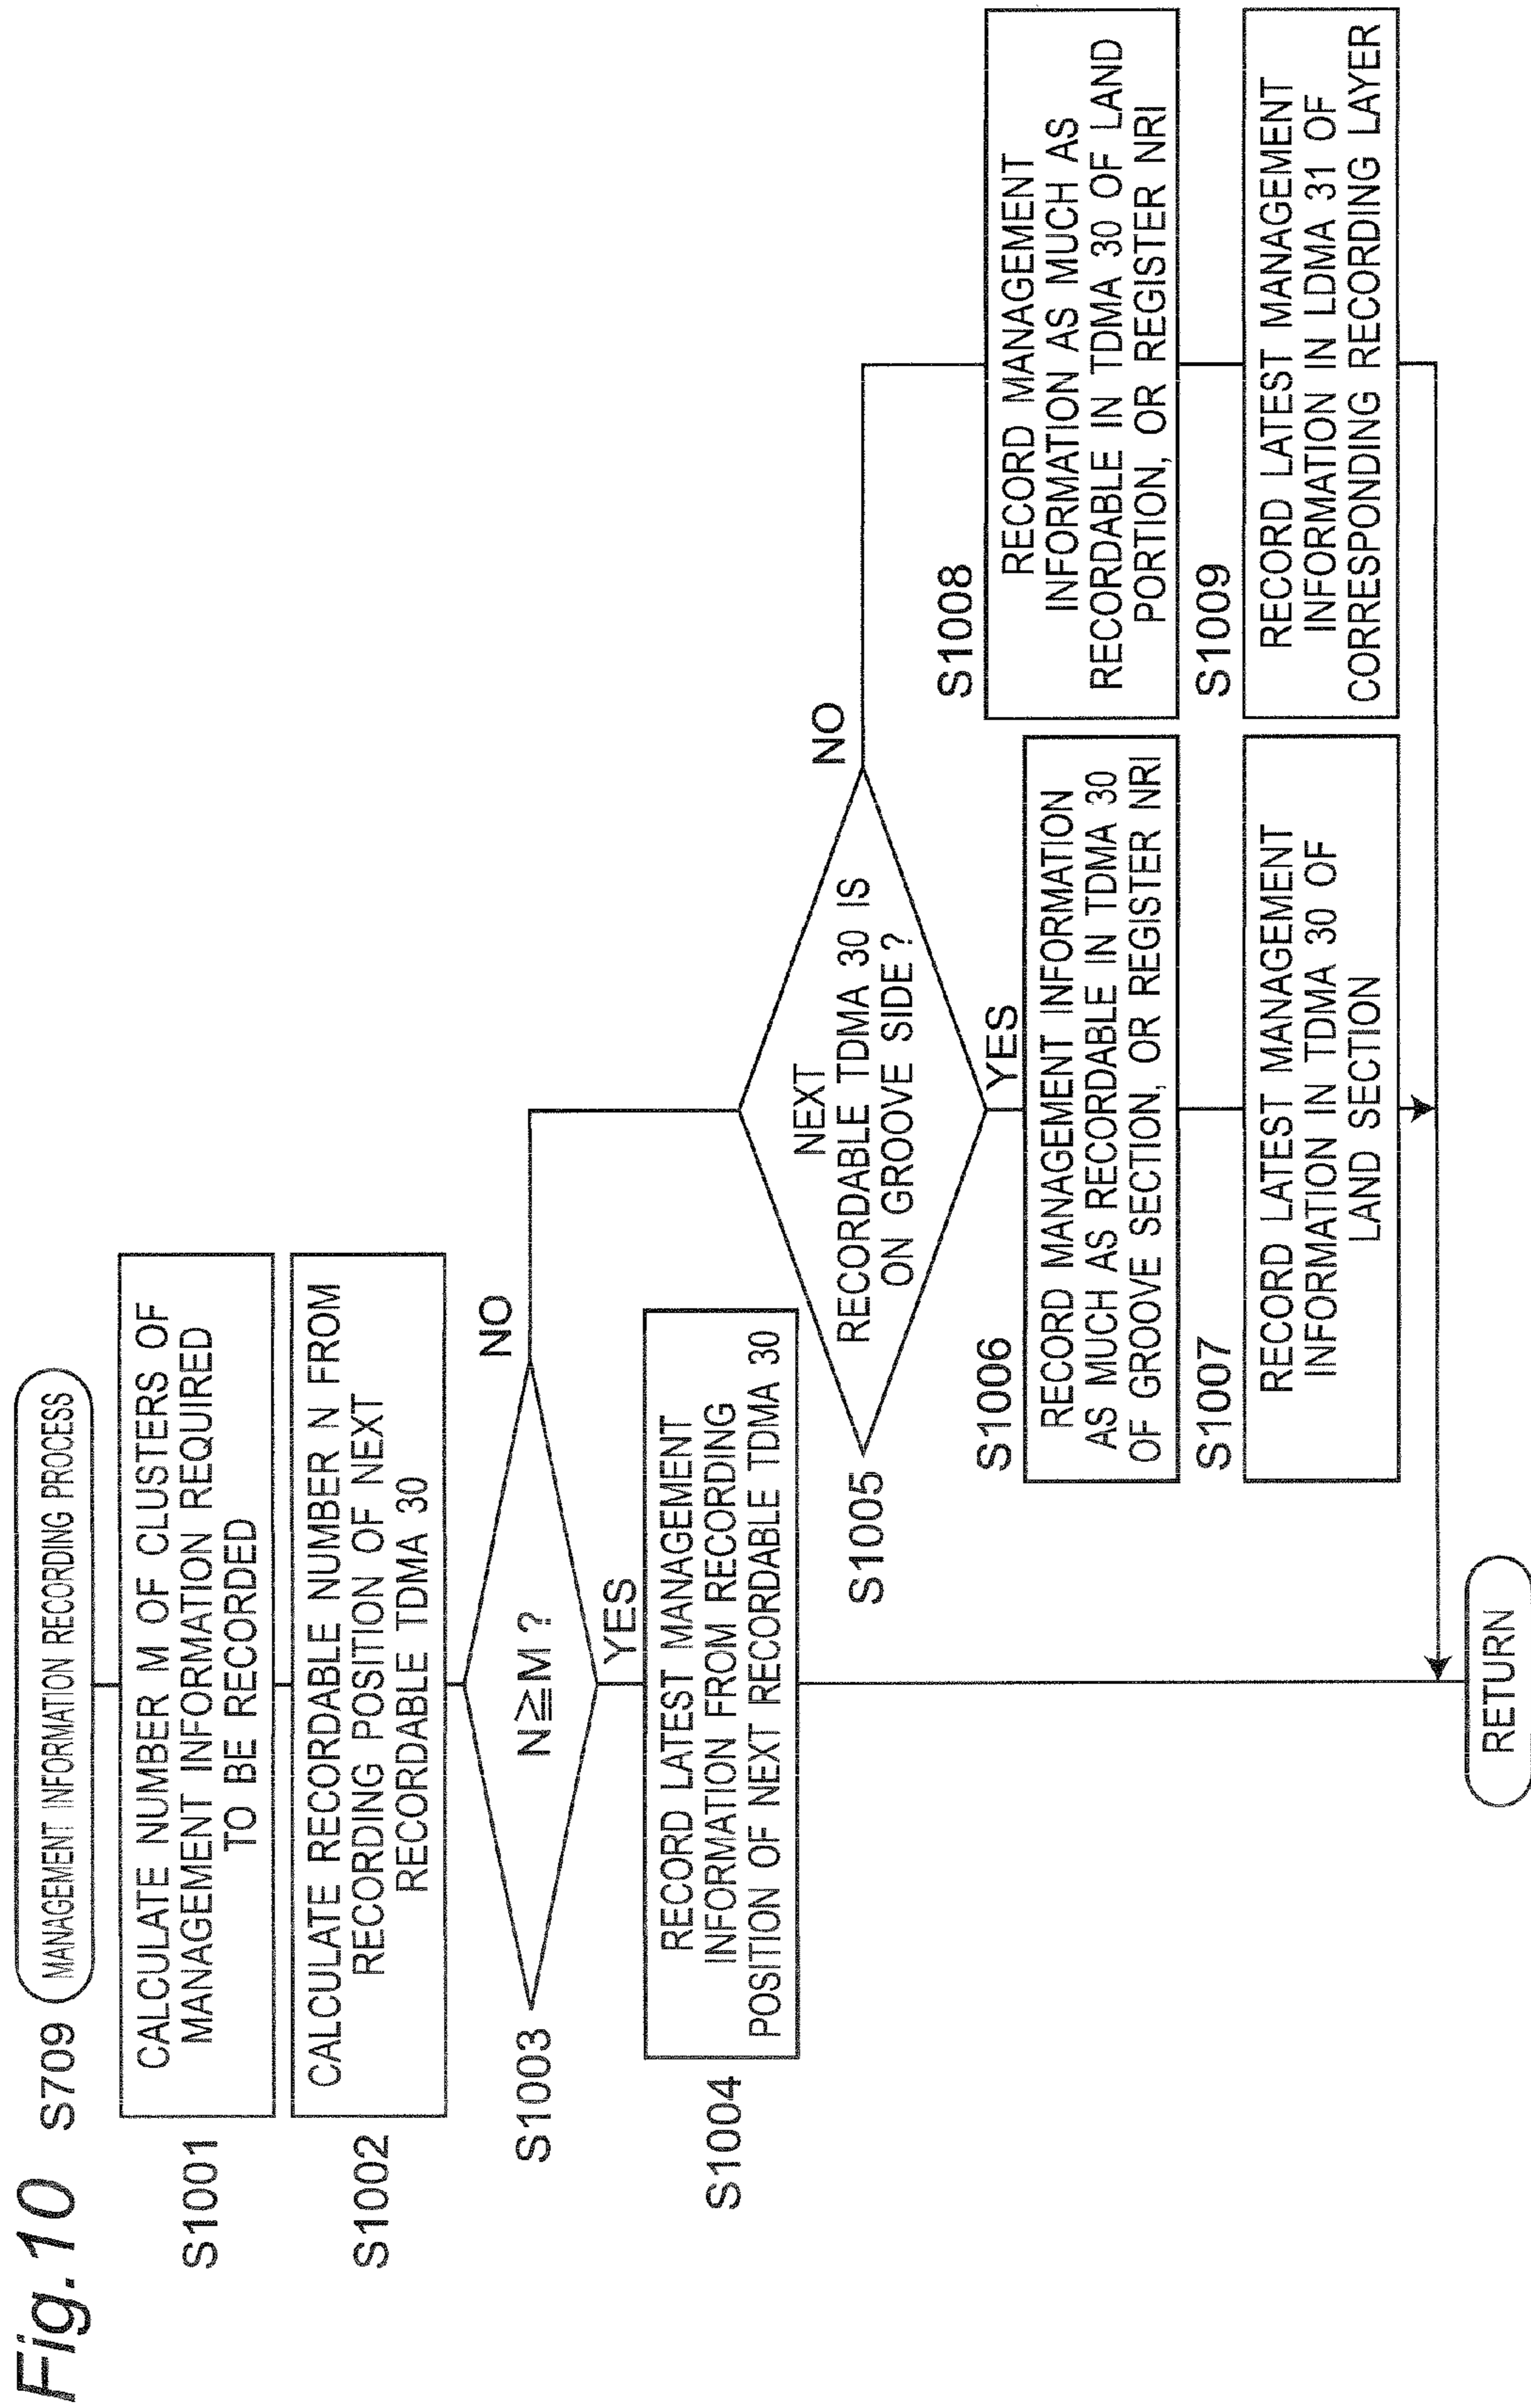 Fig. 10
S709
MANAGEMENT INFORMATION RECORDING PROCESS
S1001
CALCULATE NUMBER M OF CLUSTERS OF
MANAGEMENT INFORMATION REQUIRED
TO BE RECORDED
S1002
CALCULATE RECORDABLE NUMBER N FROM
RECORDING POSITION OF NEXT
RECORDABLE TDMA 30
S1003
N≧M ?
NO
YES
S1004
RECORD LATEST MANAGEMENT
INFORMATION FROM RECORDING
POSITION OF NEXT RECORDABLE TDMA 30
S1005
NEXT
RECORDABLE TDMA 30 IS
ON GROOVE SIDE ?
NO
YES
S1006
RECORD MANAGEMENT INFORMATION
AS MUCH AS RECORDABLE IN TDMA 30
OF GROOVE SECTION, OR REGISTER NRI
S1007
RECORD LATEST MANAGEMENT
INFORMATION IN TDMA 30 OF
LAND SECTION
S1008
RECORD MANAGEMENT
INFORMATION AS MUCH AS
RECORDABLE IN TDMA 30 OF LAND
PORTION, OR REGISTER NRI
S1009
RECORD LATEST MANAGEMENT
INFORMATION IN LDMA 31 OF
CORRESPONDING RECORDING LAYER
RETURN